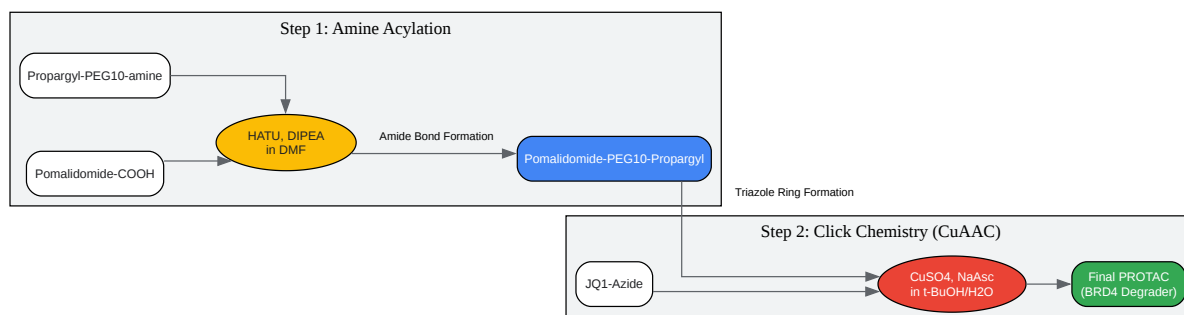 Step 1: Amine Acylation
Propargyl-PEG10-amine
HATU, DIPEA
in DMF
Amide Bond Formation
Pomalidomide-PEG10-Propargyl
Pomalidomide-COOH
Triazole Ring Formation
Step 2: Click Chemistry (CuAAC)
JQ1-Azide
CuSO4, NaAsc
in t-BuOH/H2O
Final PROTAC
(BRD4 Degrader)